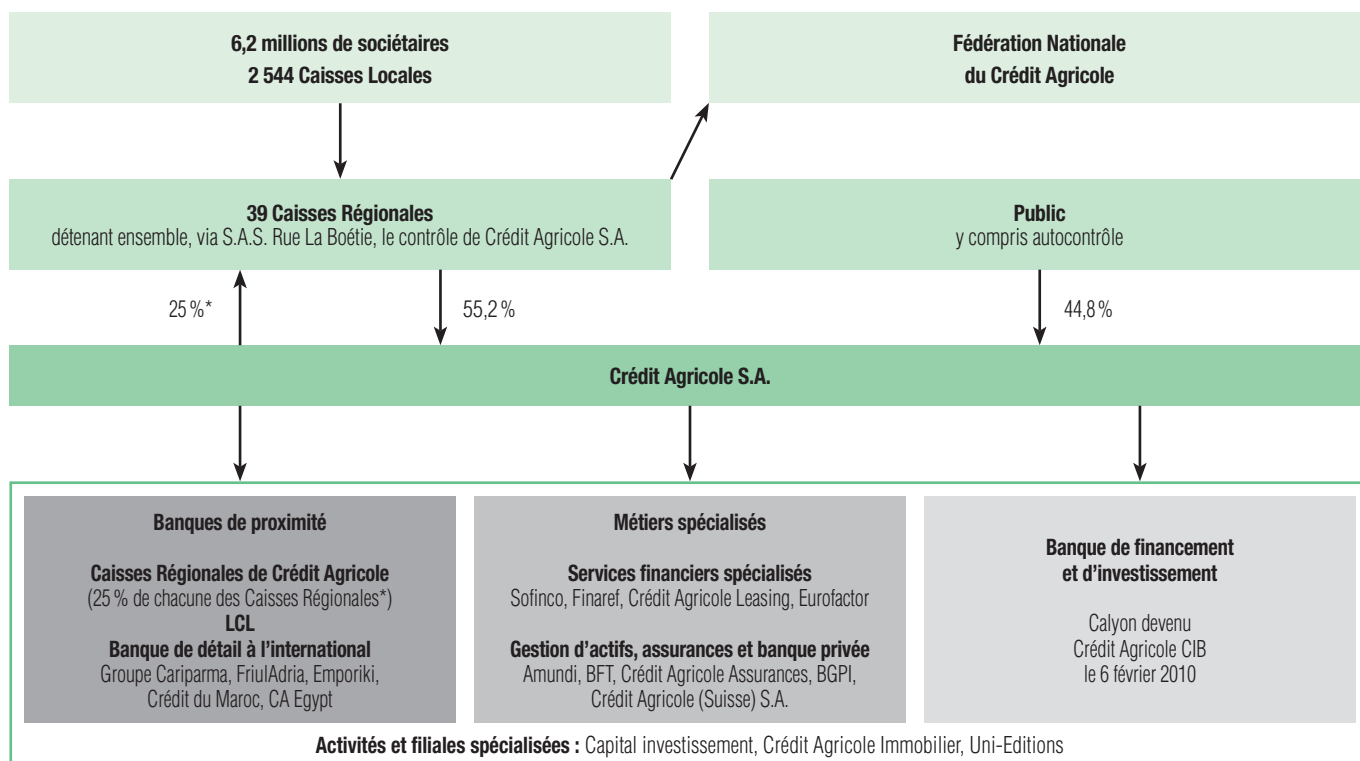 6,2 millions de sociétaires
2 544 Caisses Locales
Fédération Nationale
du Crédit Agricole
39 Caisses Régionales
détenant ensemble, via S.A.S. Rue La Boétie, le contrôle de Crédit Agricole S.A.
Public
y compris autocontrôle
25 %*
55,2 %
44,8 %
Crédit Agricole S.A.
Banques de proximité
Caisses Régionales de Crédit Agricole
(25 % de chacune des Caisses Régionales*)
LCL
Banque de détail à l’international
Groupe Cariparma, FriulAdria, Emporiki,
Crédit du Maroc, CA Egypt
Métiers spécialisés
Services financiers spécialisés
Sofinco, Finaref, Crédit Agricole Leasing, Eurofactor
Gestion d’actifs, assurances et banque privée
Amundi, BFT, Crédit Agricole Assurances, BGPI,
Crédit Agricole (Suisse) S.A.
Banque de financement
et d’investissement
Calyon devenu
Crédit Agricole CIB
le 6 février 2010
Activités et filiales spécialisées : Capital investissement, Crédit Agricole Immobilier, Uni-Editions